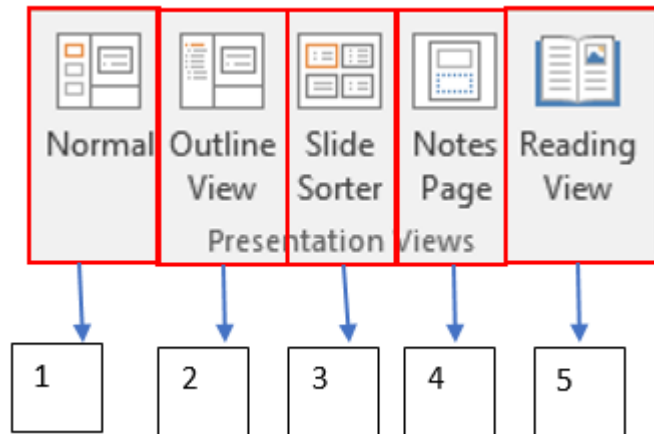 Normal Outline Slide Notes Reading
View Sorter Page View
Presentation Views
1 2 3 4 5